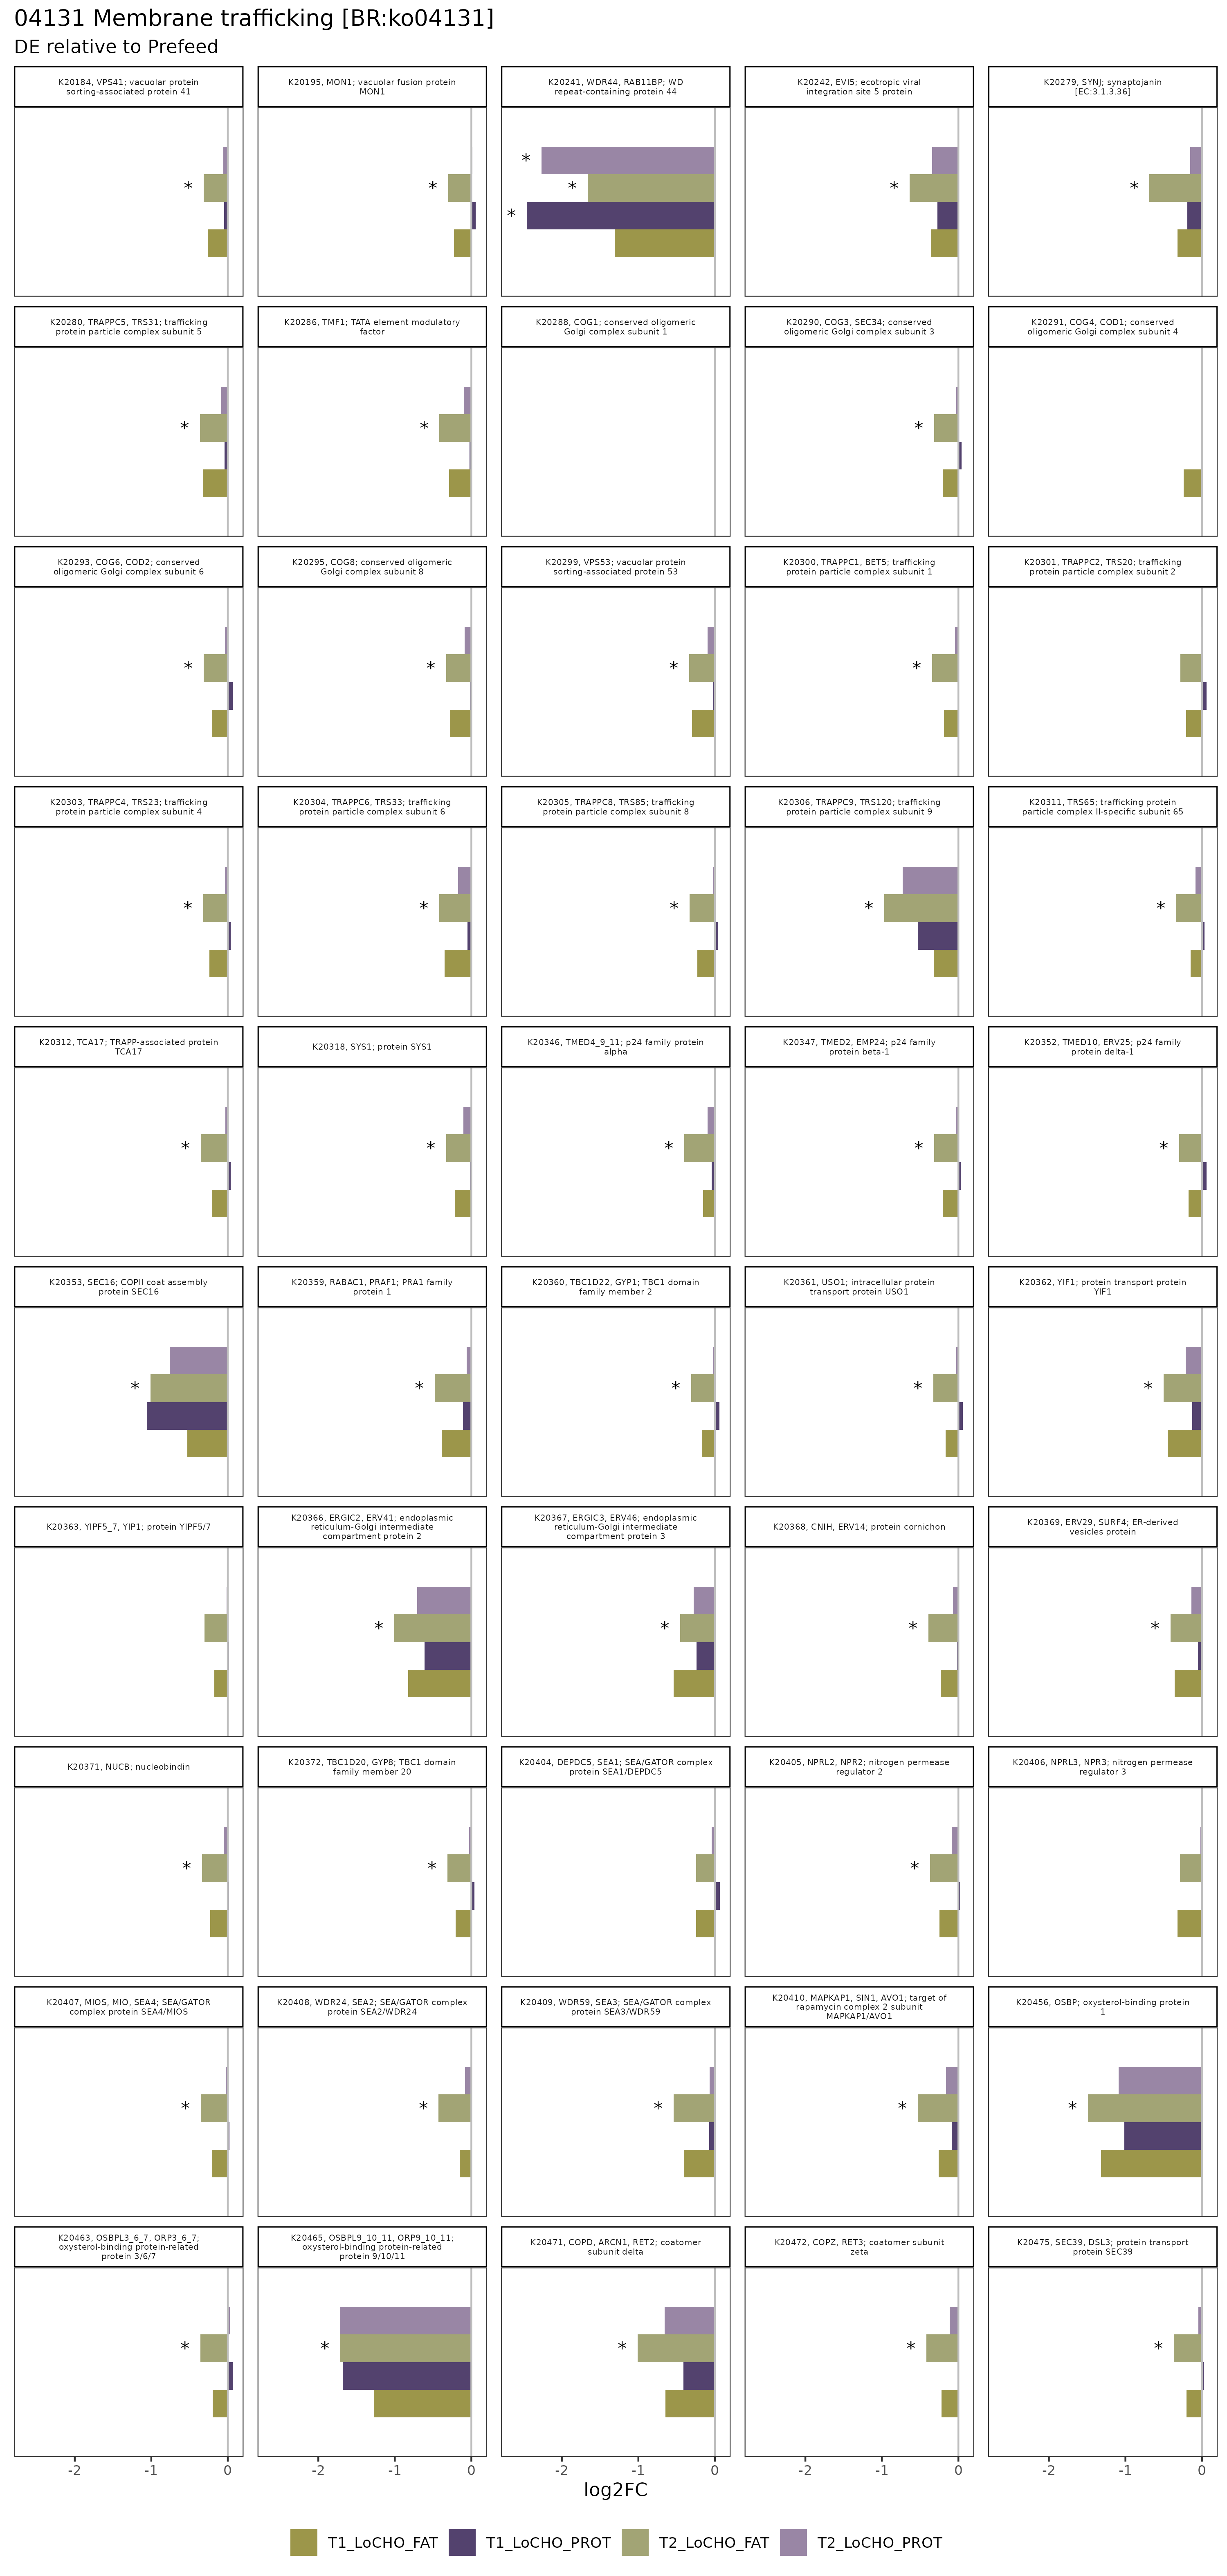 04131 Membrane trafficking [BR:ko04131]
DE relative to Prefeed
K20184, VPS41; vacuolar protein
sorting-associated protein 41
K20195, MON1; vacuolar fusion protein
MON1
K20241, WDR44, RAB11BP; WD
repeat-containing protein 44
K20242, EVI5; ecotropic viral
integration site 5 protein
K20279, SYNJ; synaptojanin
[EC:3.1.3.36]
*
*
*
*
*
*
*
K20280, TRAPPC5, TRS31; trafficking
protein particle complex subunit 5
K20286, TMF1; TATA element modulatory
factor
K20288, COG1; conserved oligomeric
Golgi complex subunit 1
K20290, COG3, SEC34; conserved
oligomeric Golgi complex subunit 3
K20291, COG4, COD1; conserved
oligomeric Golgi complex subunit 4
*
*
*
K20293, COG6, COD2; conserved
oligomeric Golgi complex subunit 6
K20295, COG8; conserved oligomeric
Golgi complex subunit 8
K20299, VPS53; vacuolar protein
sorting-associated protein 53
K20300, TRAPPC1, BET5; trafficking
protein particle complex subunit 1
K20301, TRAPPC2, TRS20; trafficking
protein particle complex subunit 2
*
*
*
*
K20303, TRAPPC4, TRS23; trafficking
protein particle complex subunit 4
K20304, TRAPPC6, TRS33; trafficking
protein particle complex subunit 6
K20305, TRAPPC8, TRS85; trafficking
protein particle complex subunit 8
K20306, TRAPPC9, TRS120; trafficking
protein particle complex subunit 9
K20311, TRS65; trafficking protein
particle complex II-specific subunit 65
*
*
*
*
*
K20312, TCA17; TRAPP-associated protein
TCA17
K20318, SYS1; protein SYS1
K20346, TMED4_9_11; p24 family protein
alpha
K20347, TMED2, EMP24; p24 family
protein beta-1
K20352, TMED10, ERV25; p24 family
protein delta-1
*
*
*
*
*
K20353, SEC16; COPII coat assembly
protein SEC16
K20359, RABAC1, PRAF1; PRA1 family
protein 1
K20360, TBC1D22, GYP1; TBC1 domain
family member 2
K20361, USO1; intracellular protein
transport protein USO1
K20362, YIF1; protein transport protein
YIF1
*
*
*
*
*
K20363, YIPF5_7, YIP1; protein YIPF5/7
K20366, ERGIC2, ERV41; endoplasmic
reticulum-Golgi intermediate
compartment protein 2
K20367, ERGIC3, ERV46; endoplasmic
reticulum-Golgi intermediate
compartment protein 3
K20368, CNIH, ERV14; protein cornichon
K20369, ERV29, SURF4; ER-derived
vesicles protein
*
*
*
*
K20371, NUCB; nucleobindin
K20372, TBC1D20, GYP8; TBC1 domain
family member 20
K20404, DEPDC5, SEA1; SEA/GATOR complex
protein SEA1/DEPDC5
K20405, NPRL2, NPR2; nitrogen permease
regulator 2
K20406, NPRL3, NPR3; nitrogen permease
regulator 3
*
*
*
K20407, MIOS, MIO, SEA4; SEA/GATOR
complex protein SEA4/MIOS
K20408, WDR24, SEA2; SEA/GATOR complex
protein SEA2/WDR24
K20409, WDR59, SEA3; SEA/GATOR complex
protein SEA3/WDR59
K20410, MAPKAP1, SIN1, AVO1; target of
rapamycin complex 2 subunit
MAPKAP1/AVO1
K20456, OSBP; oxysterol-binding protein
1
*
*
*
*
*
K20463, OSBPL3_6_7, ORP3_6_7;
oxysterol-binding protein-related
protein 3/6/7
K20465, OSBPL9_10_11, ORP9_10_11;
oxysterol-binding protein-related
protein 9/10/11
K20471, COPD, ARCN1, RET2; coatomer
subunit delta
K20472, COPZ, RET3; coatomer subunit
zeta
K20475, SEC39, DSL3; protein transport
protein SEC39
*
*
*
*
*
-2 -1 0 -2 -1 0 -2 -1 0 -2 -1 0 -2 -1 0
log2FC
T1_LoCHO_FAT T1_LoCHO_PROT T2_LoCHO_FAT T2_LoCHO_PROT